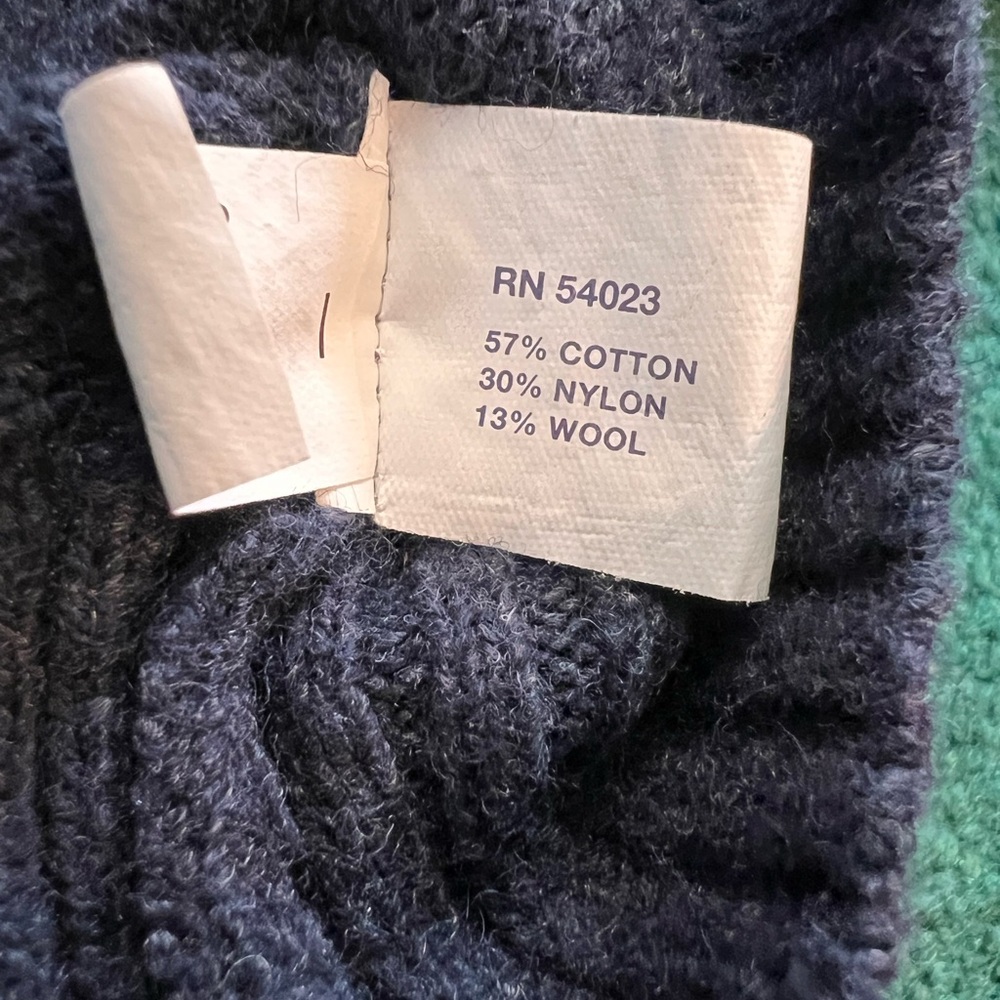 RN 54023
57% COTTON
30% NYLON
13% WOOL